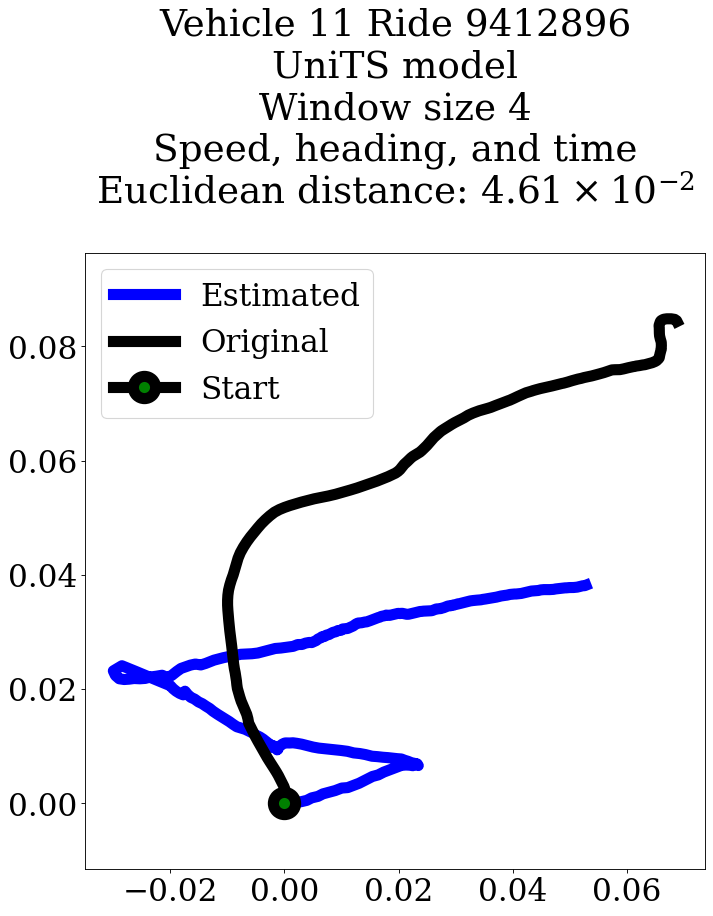 Vehicle 11 Ride 9412896
UniTS model
Window size 4
Speed, heading, and time
Euclidean distance: 4.61 × 10⁻²
Estimated
Original
Start
0.08
0.06
0.04
0.02
0.00
−0.02 0.00 0.02 0.04 0.06